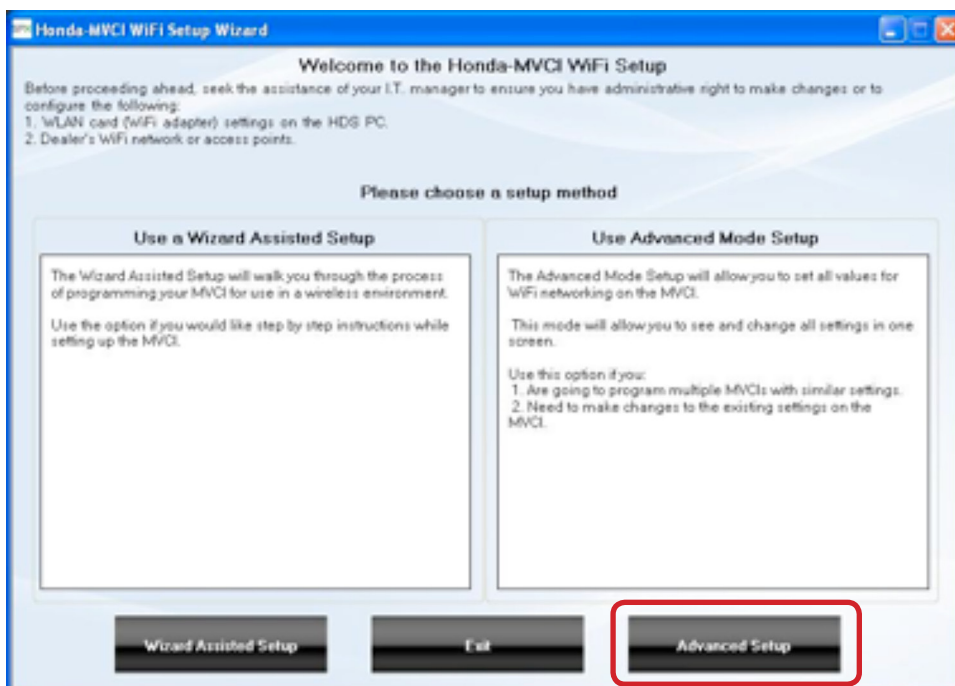 Honda-MVCI WiFi Setup Wizard
Welcome to the Honda-MVCI WiFi Setup
Before proceeding ahead, seek the assistance of your I.T. manager to ensure you have administrative right to make changes or to
configure the following:
1. WLAN card (WiFi adapter) settings on the HDS PC.
2. Dealer's WiFi network or access points.
Please choose a setup method
Use a Wizard Assisted Setup
The Wizard Assisted Setup will walk you through the process
of programming your MVCI for use in a wireless environment.
Use the option if you would like step by step instructions while
setting up the MVCI.
Use Advanced Mode Setup
The Advanced Mode Setup will allow you to set all values for
WiFi networking on the MVCI.
This mode will allow you to see and change all settings in one
screen.
Use this option if you:
1. Are going to program multiple MVCIs with similar settings.
2. Need to make changes to the existing settings on the
MVCI.
Wizard Assisted Setup
Exit
Advanced Setup